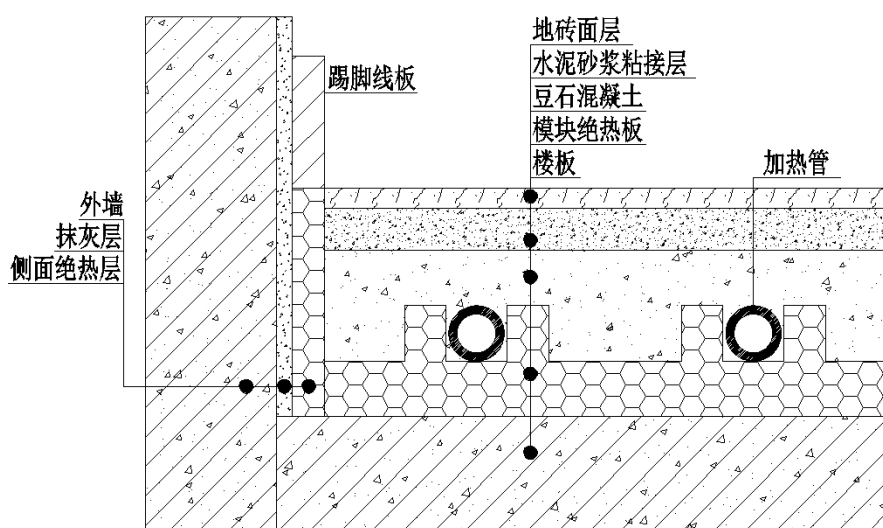 地砖面层
水泥砂浆粘接层
豆石混凝土
模块绝热板
楼板
踢脚线板
加热管
外墙
抹灰层
侧面绝热层